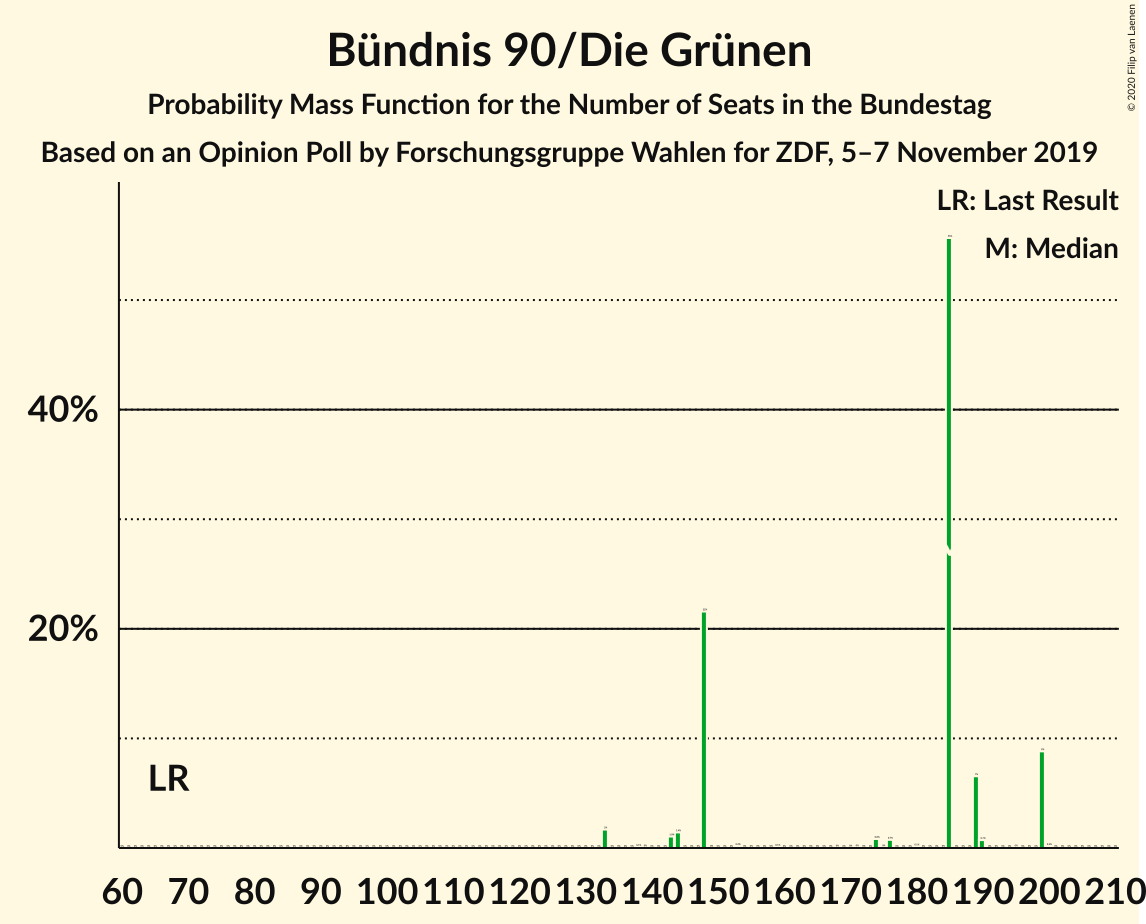 Bündnis 90/Die Grünen
Probability Mass Function for the Number of Seats in the Bundestag
Based on an Opinion Poll by Forschungsgruppe Wahlen for ZDF, 5–7 November 2019
© 2020 Filip van Laenen
LR: Last Result
M: Median
40%
20%
LR
60 70 80 90 100 110 120 130 140 150 160 170 180 190 200 210